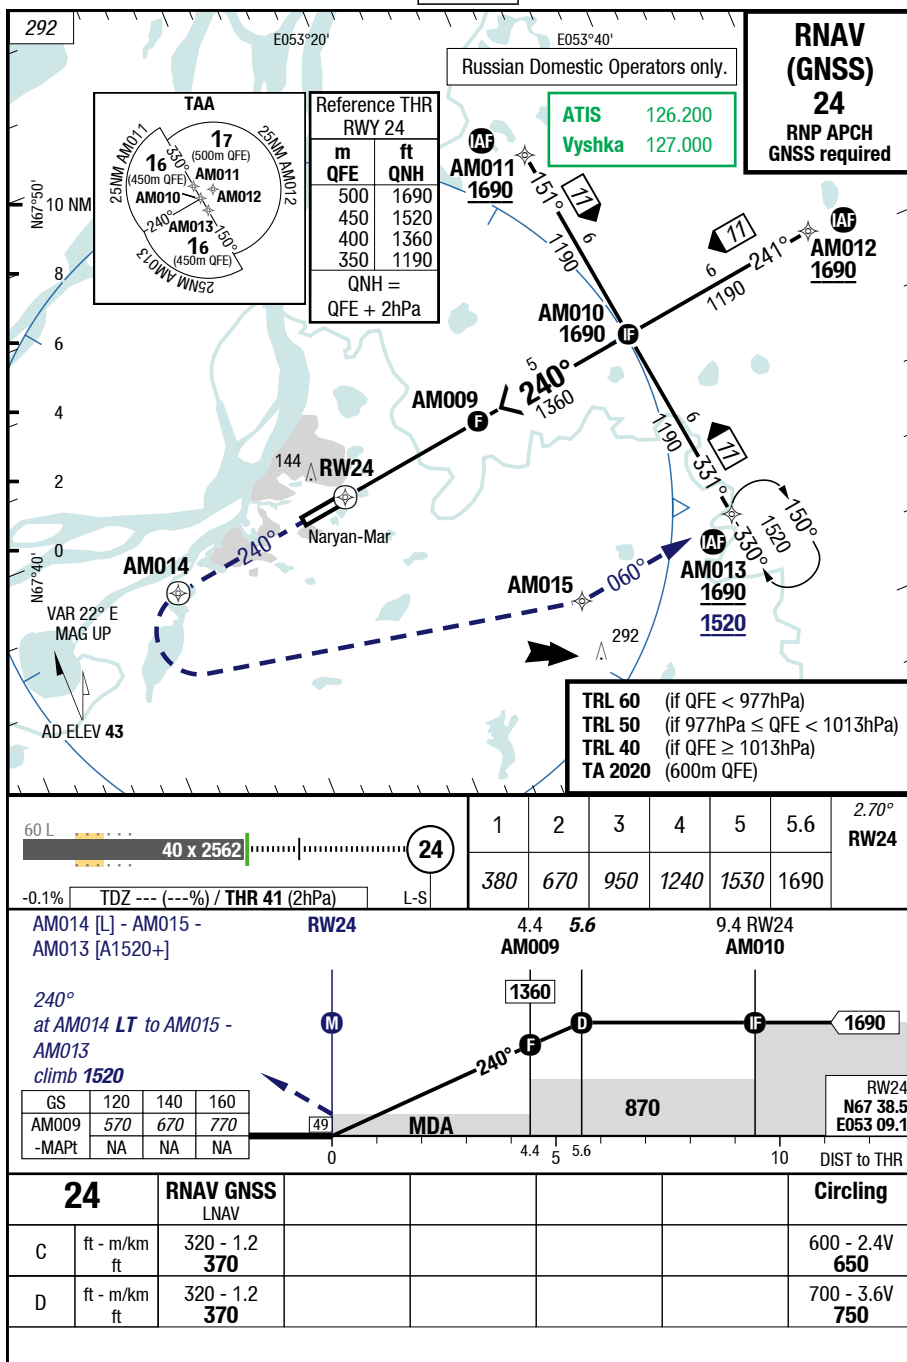 292
E053°20'
E053°40'
RNAV
(GNSS)
24
RNP APCH
GNSS required
Russian Domestic Operators only.
ATIS 126.200
Vyshka 127.000
TAA
25NM AM011
25NM AM012
25NM AM013
17
(500m QFE)
16
(450m QFE)
330°
AM011
AM010
AM012
240°
AM013
150°
16
(450m QFE)
Reference THR
RWY 24
m ft
QFE QNH
500 1690
450 1520
400 1360
350 1190
QNH =
QFE + 2hPa
N67°50'
10 NM
8
6
4
2
0
N67°40'
IAF
AM011
1690
151°
11
6
1190
IAF
AM012
1690
11
241°
6
1190
AM010
1690
IF
5
240°
1360
AM009
F
6
1190
11
331°
144
RW24
Naryan-Mar
240°
AM014
AM015
060°
IAF
AM013
1690
1520
330°
1520
150°
292
VAR 22° E
MAG UP
AD ELEV 43
TRL 60 (if QFE < 977hPa)
TRL 50 (if 977hPa ≤ QFE < 1013hPa)
TRL 40 (if QFE ≥ 1013hPa)
TA 2020 (600m QFE)
60 L
40 x 2562
24
-0.1% TDZ --- (---%) / THR 41 (2hPa) L-S
1 2 3 4 5 5.6 2.70°
RW24
380 670 950 1240 1530 1690
AM014 [L] - AM015 -
AM013 [A1520+]
RW24
4.4 5.6 9.4 RW24
AM009 AM010
240°
at AM014 LT to AM015 -
AM013
climb 1520
M
1360
F
D
IF
1690
240°
GS 120 140 160
AM009 570 670 770
-MAPt NA NA NA
49
MDA
870
RW24
N67 38.5
E053 09.1
0 4.4 5 5.6 10 DIST to THR
24 RNAV GNSS Circling
LNAV
C ft - m/km 320 - 1.2 600 - 2.4V
ft 370 650
D ft - m/km 320 - 1.2 700 - 3.6V
ft 370 750